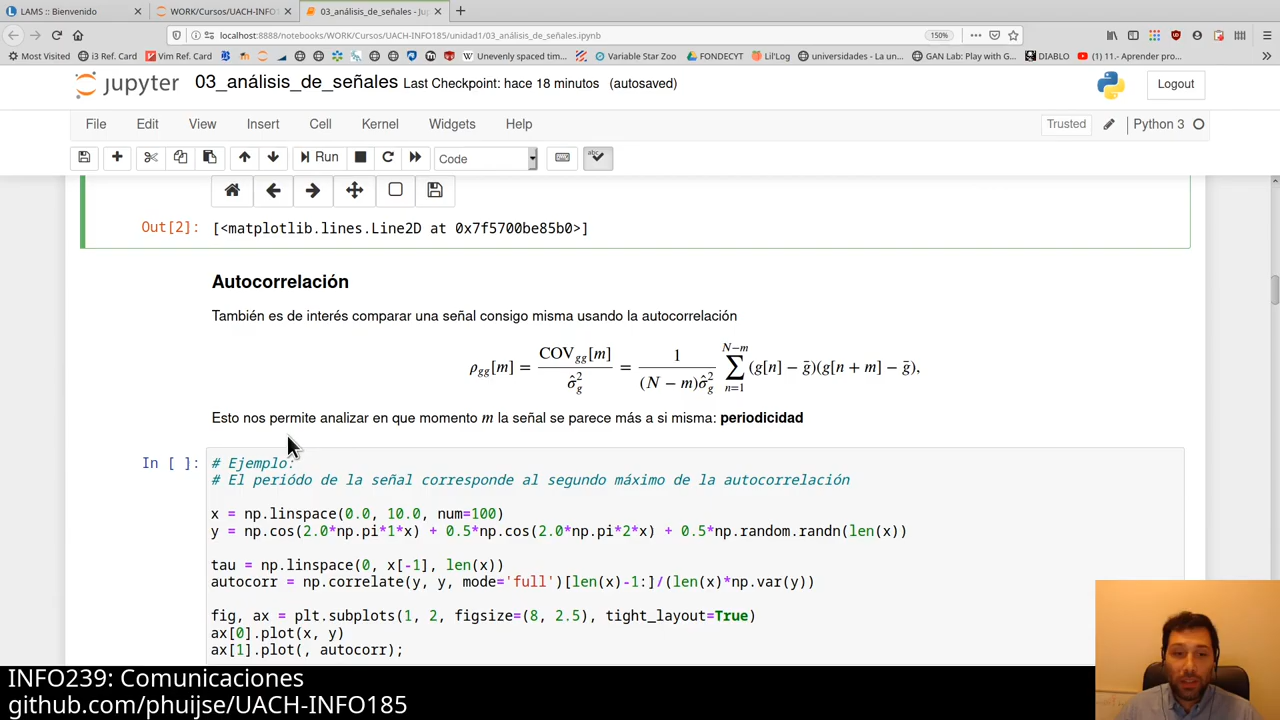 LAMS :: Bienvenido
WORK/Cursos/UACH-INFO1
03_análisis_de_señales - Jup
localhost:8888/notebooks/WORK/Cursos/UACH-INFO185/unidad1/03_análisis_de_señales.ipynb
150%
Most Visited
i3 Ref. Card
Vim Ref. Card
Unevenly spaced tim...
Variable Star Zoo
FONDECYT
Lil'Log
universidades - La un...
GAN Lab: Play with G...
DIABLO
(1) 11.- Aprender pro...
jupyter
03_análisis_de_señales Last Checkpoint: hace 18 minutos (autosaved)
Logout
File Edit View Insert Cell Kernel Widgets Help
Trusted
Python 3
Run
Code
Out[2]: [<matplotlib.lines.Line2D at 0x7f5700be85b0>]
Autocorrelación
También es de interés comparar una señal consigo misma usando la autocorrelación
ρ_gg[m] = COV_gg[m] / σ̂_g^2 = 1 / ((N − m)σ̂_g^2) ∑_{n=1}^{N−m} (g[n] − ḡ)(g[n + m] − ḡ),
Esto nos permite analizar en que momento m la señal se parece más a si misma: periodicidad
In [ ]: # Ejemplo:
# El periódo de la señal corresponde al segundo máximo de la autocorrelación
x = np.linspace(0.0, 10.0, num=100)
y = np.cos(2.0*np.pi*1*x) + 0.5*np.cos(2.0*np.pi*2*x) + 0.5*np.random.randn(len(x))
tau = np.linspace(0, x[-1], len(x))
autocorr = np.correlate(y, y, mode='full')[len(x)-1:]/(len(x)*np.var(y))
fig, ax = plt.subplots(1, 2, figsize=(8, 2.5), tight_layout=True)
ax[0].plot(x, y)
ax[1].plot(, autocorr);
INFO239: Comunicaciones
github.com/phuijse/UACH-INFO185